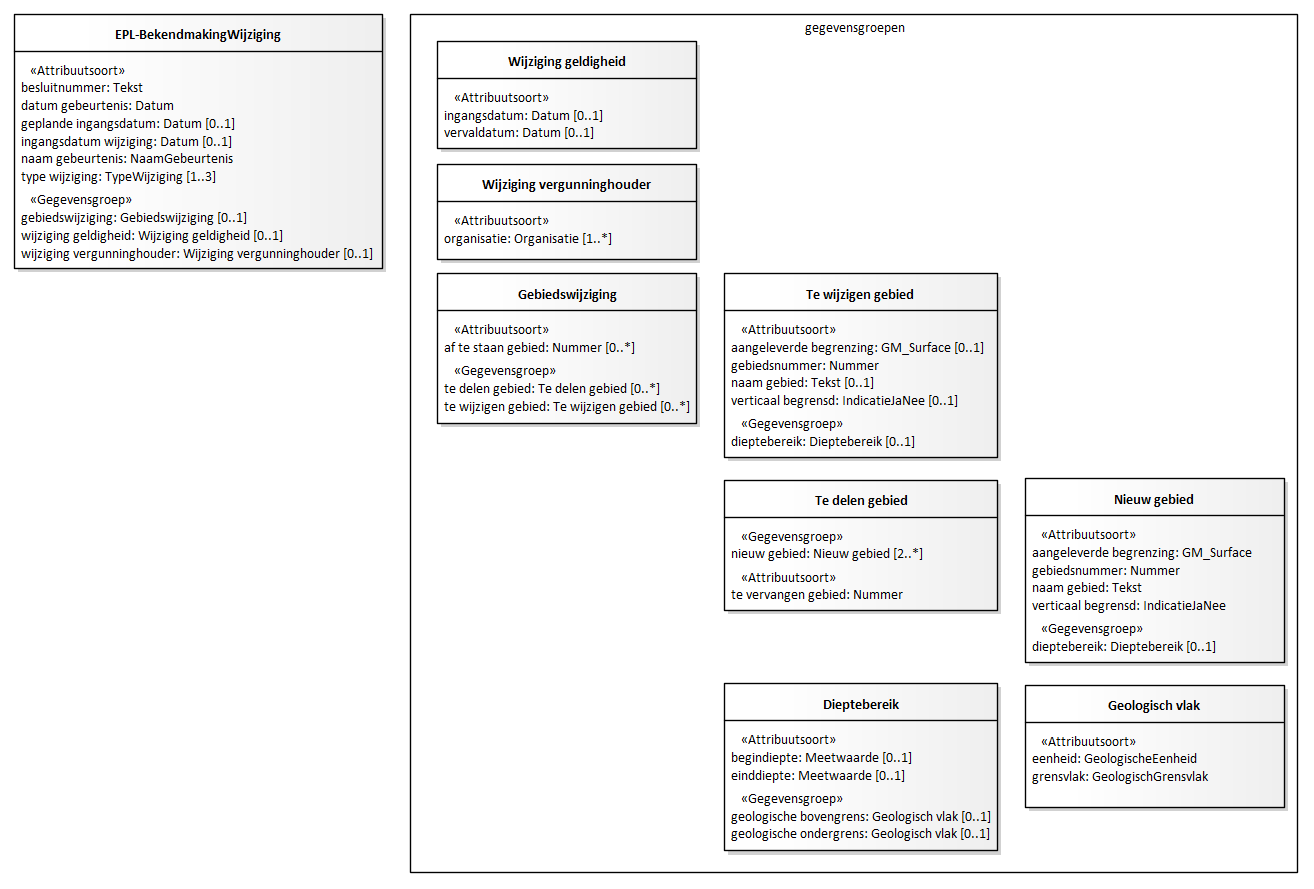 EPL-BekendmakingWijziging
«Attribuutsoort»
besluitnummer: Tekst
datum gebeurtenis: Datum
geplande ingangsdatum: Datum [0..1]
ingangsdatum wijziging: Datum [0..1]
naam gebeurtenis: NaamGebeurtenis
type wijziging: TypeWijziging [1..3]
«Gegevensgroep»
gebiedswijziging: Gebiedswijziging [0..1]
wijziging geldigheid: Wijziging geldigheid [0..1]
wijziging vergunninghouder: Wijziging vergunninghouder [0..1]
gegevensgroepen
Wijziging geldigheid
«Attribuutsoort»
ingangsdatum: Datum [0..1]
vervaldatum: Datum [0..1]
Wijziging vergunninghouder
«Attribuutsoort»
organisatie: Organisatie [1..*]
Gebiedswijziging
«Attribuutsoort»
af te staan gebied: Nummer [0..*]
«Gegevensgroep»
te delen gebied: Te delen gebied [0..*]
te wijzigen gebied: Te wijzigen gebied [0..*]
Te wijzigen gebied
«Attribuutsoort»
aangeleverde begrenzing: GM_Surface [0..1]
gebiedsnummer: Nummer
naam gebied: Tekst [0..1]
verticaal begrensd: IndicatieJaNee [0..1]
«Gegevensgroep»
dieptebereik: Dieptebereik [0..1]
Te delen gebied
«Gegevensgroep»
nieuw gebied: Nieuw gebied [2..*]
«Attribuutsoort»
te vervangen gebied: Nummer
Nieuw gebied
«Attribuutsoort»
aangeleverde begrenzing: GM_Surface
gebiedsnummer: Nummer
naam gebied: Tekst
verticaal begrensd: IndicatieJaNee
«Gegevensgroep»
dieptebereik: Dieptebereik [0..1]
Dieptebereik
«Attribuutsoort»
begindiepte: Meetwaarde [0..1]
einddiepte: Meetwaarde [0..1]
«Gegevensgroep»
geologische bovengrens: Geologisch vlak [0..1]
geologische ondergrens: Geologisch vlak [0..1]
Geologisch vlak
«Attribuutsoort»
eenheid: GeologischeEenheid
grensvlak: GeologischGrensvlak